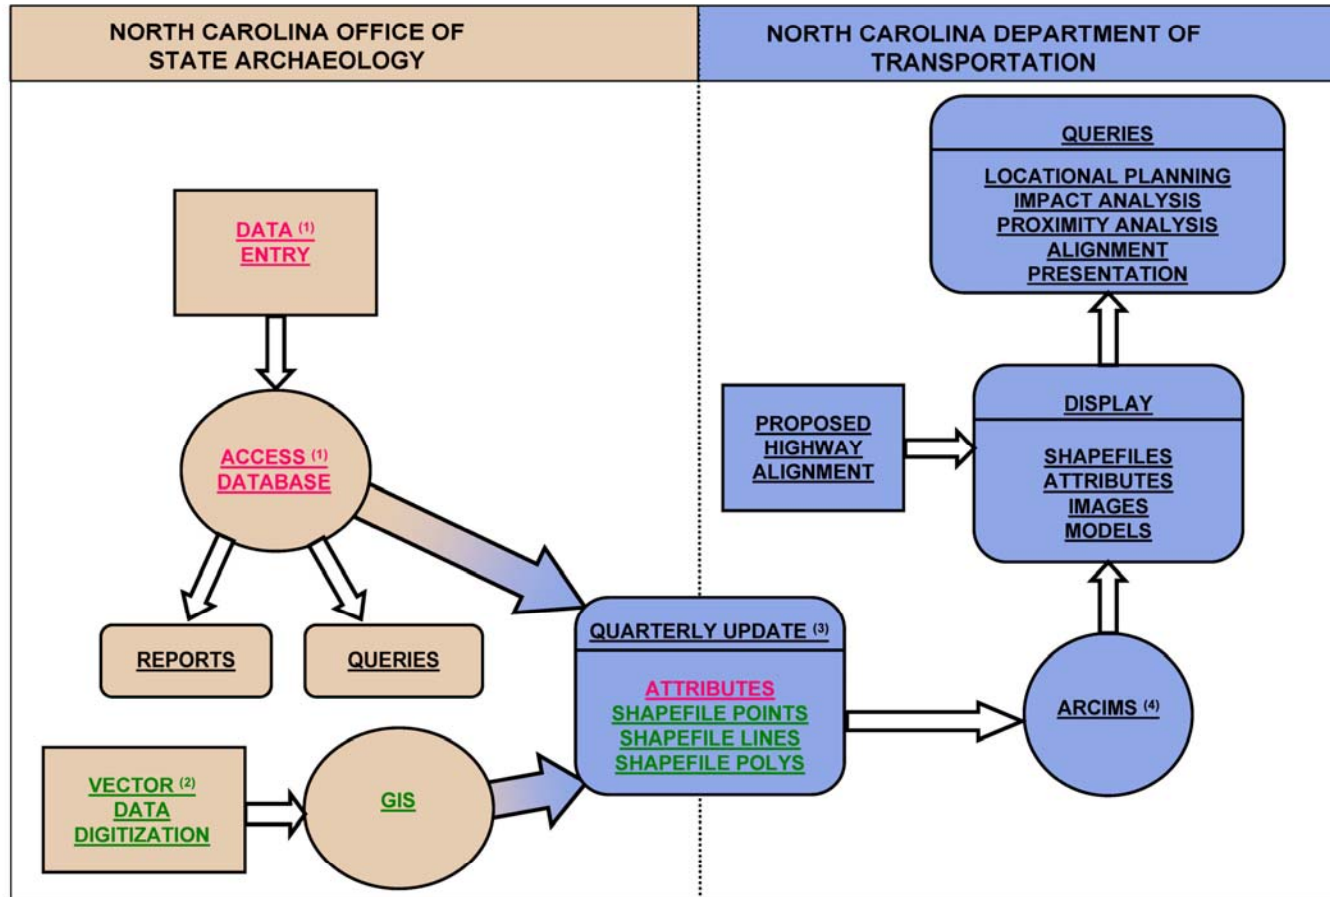 NORTH CAROLINA OFFICE OF
STATE ARCHAEOLOGY
NORTH CAROLINA DEPARTMENT OF
TRANSPORTATION
DATA (1)
ENTRY
ACCESS (1)
DATABASE
REPORTS
QUERIES
VECTOR (2)
DATA
DIGITIZATION
GIS
QUARTERLY UPDATE (3)
ATTRIBUTES
SHAPEFILE POINTS
SHAPEFILE LINES
SHAPEFILE POLYS
ARCIMS (4)
PROPOSED
HIGHWAY
ALIGNMENT
DISPLAY
SHAPEFILES
ATTRIBUTES
IMAGES
MODELS
QUERIES
LOCATIONAL PLANNING
IMPACT ANALYSIS
PROXIMITY ANALYSIS
ALIGNMENT
PRESENTATION